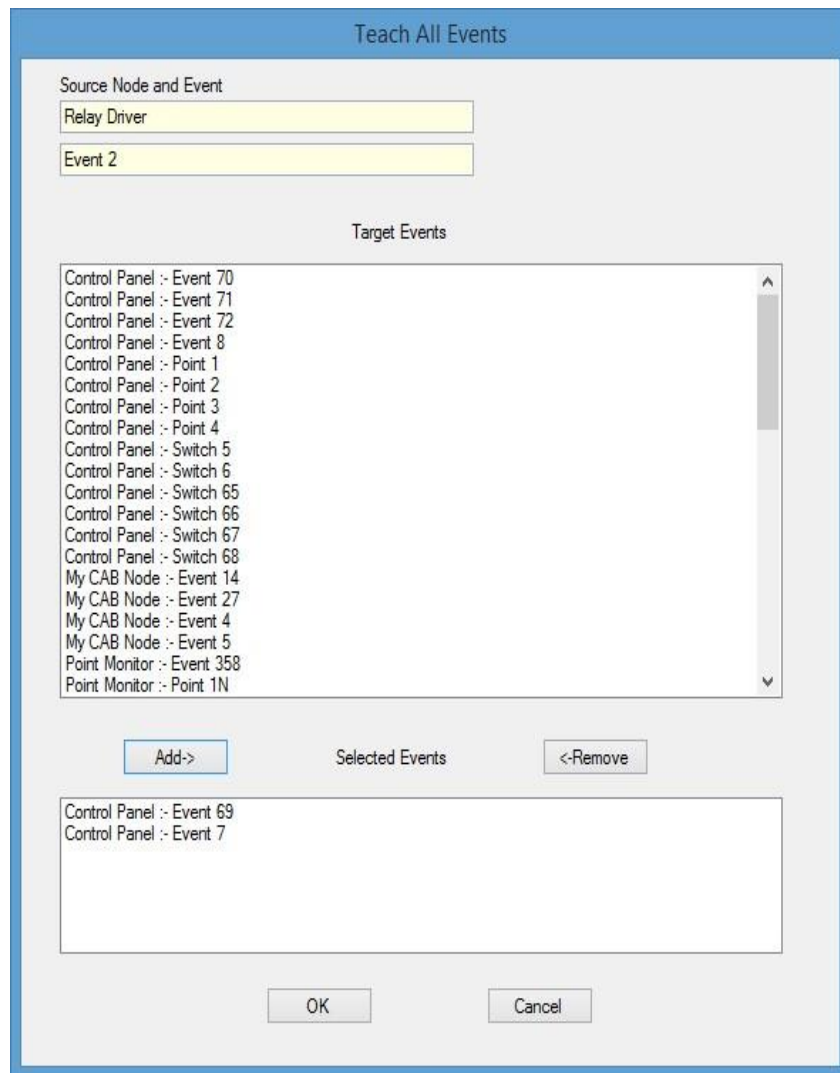 Teach All Events
Source Node and Event
Relay Driver
Event 2
Target Events
Control Panel :- Event 70
Control Panel :- Event 71
Control Panel :- Event 72
Control Panel :- Event 8
Control Panel :- Point 1
Control Panel :- Point 2
Control Panel :- Point 3
Control Panel :- Point 4
Control Panel :- Switch 5
Control Panel :- Switch 6
Control Panel :- Switch 65
Control Panel :- Switch 66
Control Panel :- Switch 67
Control Panel :- Switch 68
My CAB Node :- Event 14
My CAB Node :- Event 27
My CAB Node :- Event 4
My CAB Node :- Event 5
Point Monitor :- Event 358
Point Monitor :- Point 1N
Add-> Selected Events <-Remove
Control Panel :- Event 69
Control Panel :- Event 7
OK Cancel